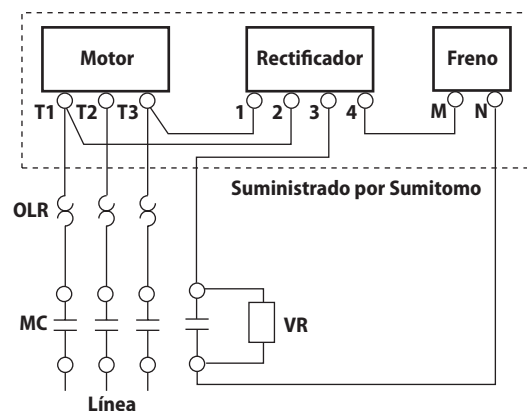 Motor Rectificador Freno
T1 T2 T3 1 2 3 4 M N
Suministrado por Sumitomo
OLR
MC VR
Línea